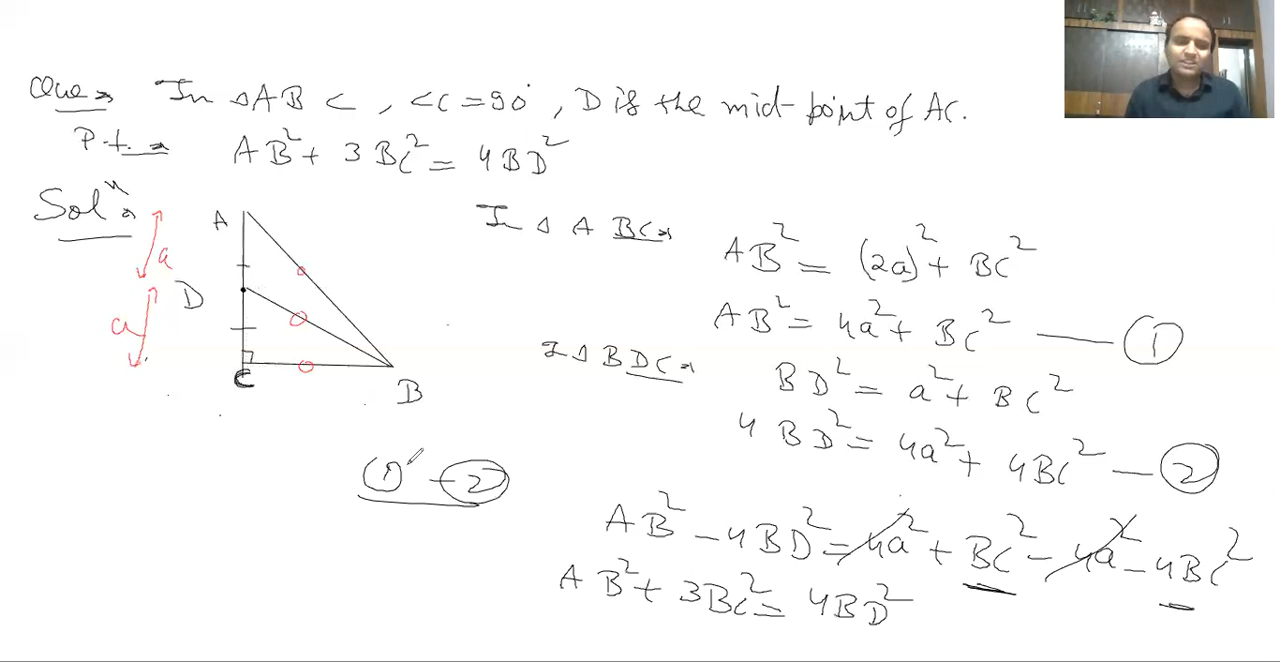 Que → In △ABC, ∠C = 90°, D is the mid-point of AC.
P.t. → AB² + 3BC² = 4BD²
Solⁿ →
A
a
D
a
C
B
In △ABC →
AB² = (2a)² + BC²
AB² = 4a² + BC² — ①
I △BDC →
BD² = a² + BC²
4BD² = 4a² + 4BC² — ②
① - ②
AB² - 4BD² = 4a² + BC² - 4a² - 4BC²
AB² + 3BC² = 4BD²